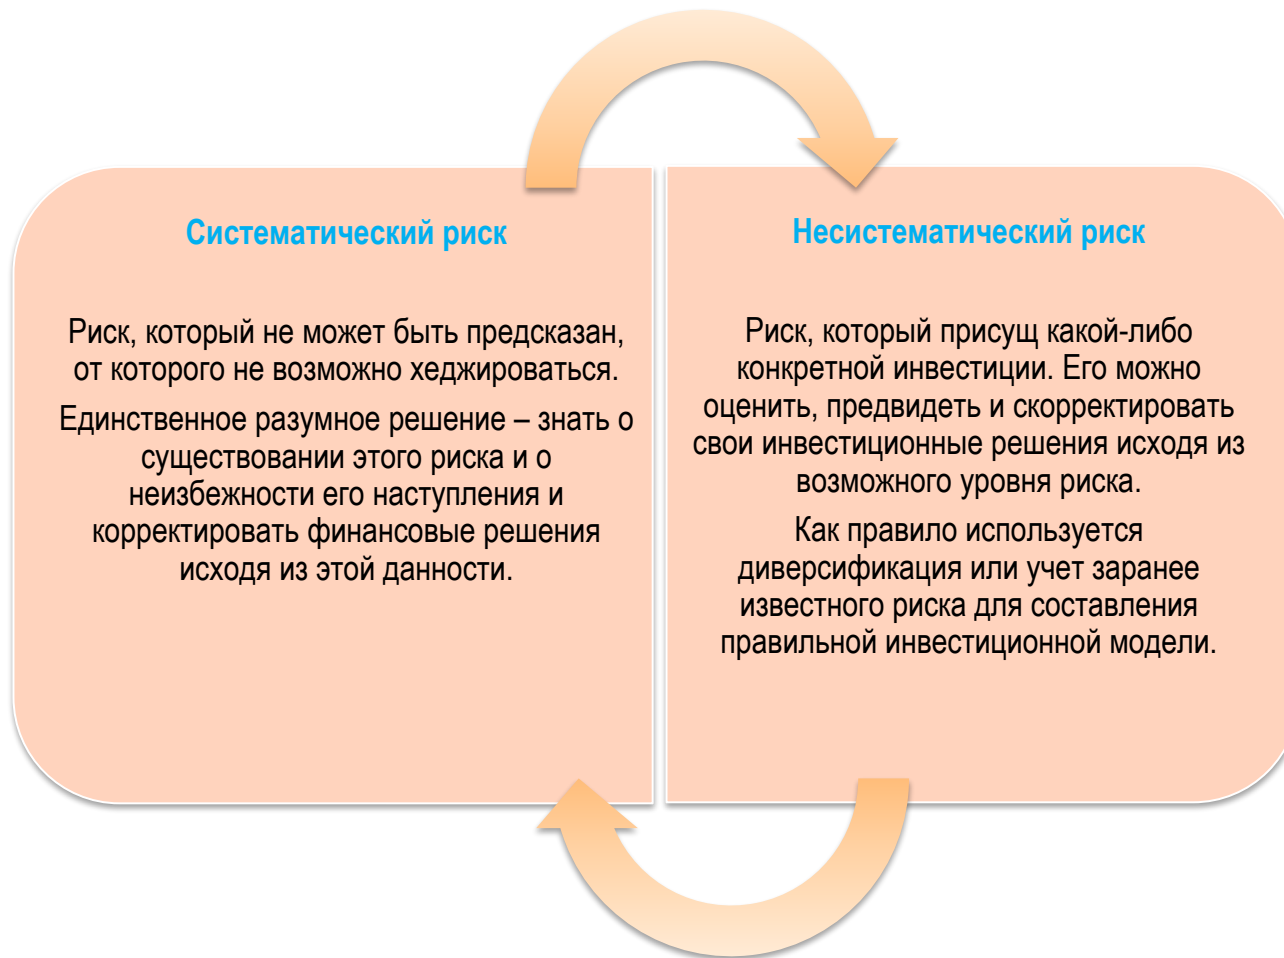 Систематический риск
Риск, который не может быть предсказан,
от которого не возможно хеджироваться.
Единственное разумное решение – знать о
существовании этого риска и о
неизбежности его наступления и
корректировать финансовые решения
исходя из этой данности.
Несистематический риск
Риск, который присущ какой-либо
конкретной инвестиции. Его можно
оценить, предвидеть и скорректировать
свои инвестиционные решения исходя из
возможного уровня риска.
Как правило используется
диверсификация или учет заранее
известного риска для составления
правильной инвестиционной модели.